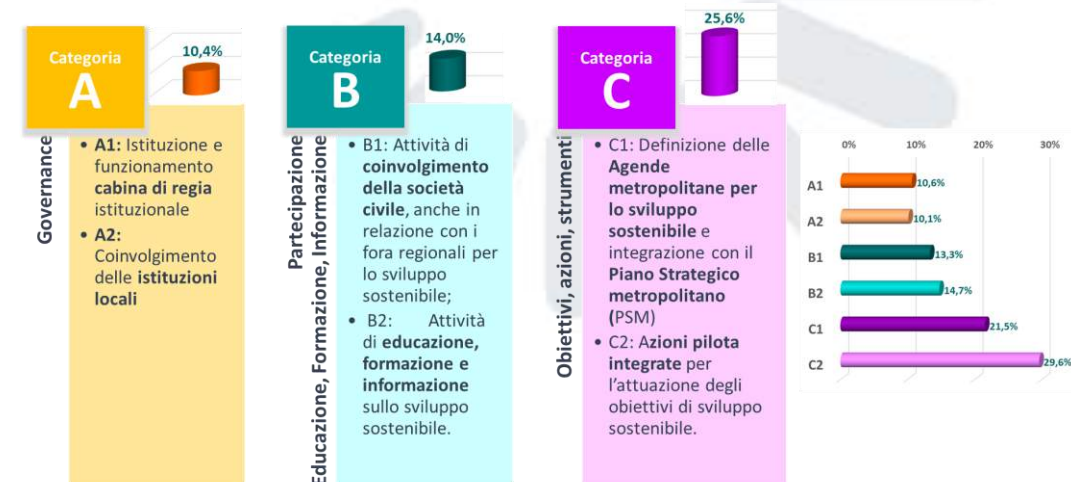 Categoria
A
10,4%
Governance
• A1: Istituzione e
funzionamento
cabina di regia
istituzionale
• A2:
Coinvolgimento
delle istituzioni
locali
Categoria
B
14,0%
Partecipazione
Educazione, Formazione, Informazione
• B1: Attività di
coinvolgimento
della società
civile, anche in
relazione con i
fora regionali per
lo sviluppo
sostenibile;
• B2: Attività
di educazione,
formazione e
informazione
sullo sviluppo
sostenibile.
Categoria
C
25,6%
Obiettivi, azioni, strumenti
• C1: Definizione delle
Agende
metropolitane per
lo sviluppo
sostenibile e
integrazione con il
Piano Strategico
metropolitano
(PSM)
• C2: Azioni pilota
integrate per
l'attuazione degli
obiettivi di sviluppo
sostenibile.
0% 10% 20% 30%
A1 10,6%
A2 10,1%
B1 13,3%
B2 14,7%
C1 21,5%
C2 29,6%